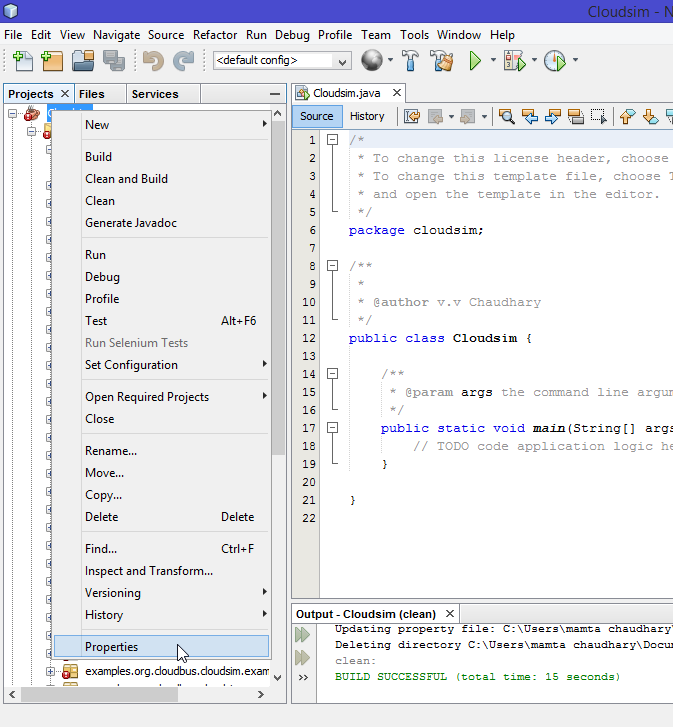 Cloudsim - N
File Edit View Navigate Source Refactor Run Debug Profile Team Tools Window Help
<default config>
Projects Files Services
Cloudsim.java
Source History
New
Build
Clean and Build
Clean
Generate Javadoc
Run
Debug
Profile
Test Alt+F6
Run Selenium Tests
Set Configuration
Open Required Projects
Close
Rename...
Move...
Copy...
Delete Delete
Find... Ctrl+F
Inspect and Transform...
Versioning
History
Properties
examples.org.cloudbus.cloudsim.exam
1 /*
2 * To change this license header, choose
3 * To change this template file, choose T
4 * and open the template in the editor.
5 */
6 package cloudsim;
7
8 /**
9 *
10 * @author v.v Chaudhary
11 */
12 public class Cloudsim {
13
14 /**
15 * @param args the command line argum
16 */
17 public static void main(String[] args
18 // TODO code application logic he
19 }
20
21 }
22
Output - Cloudsim (clean)
Updating property file: C:\Users\mamta chaudhary\
Deleting directory C:\Users\mamta chaudhary\Docum
clean:
BUILD SUCCESSFUL (total time: 15 seconds)